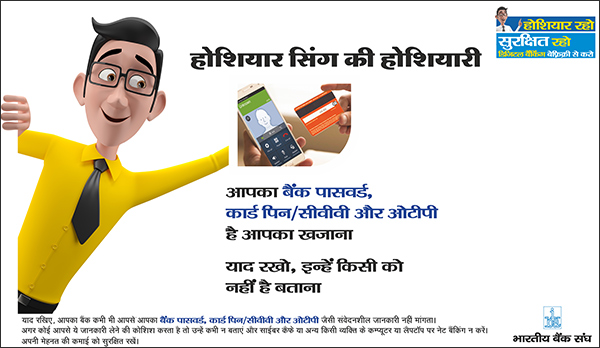 होशियार रहो
सुरक्षित रहो
डिजिटल बैंकिंग बेफ़िक्री से करो
होशियार सिंग की होशियारी
आपका बैंक पासवर्ड,
कार्ड पिन/सीवीवी और ओटीपी
है आपका खजाना
याद रखो, इन्हें किसी को
नहीं है बताना
याद रखिए, आपका बैंक कभी भी आपसे आपका बैंक पासवर्ड, कार्ड पिन/सीवीवी और ओटीपी जैसी संवेदनशील जानकारी नहीं मांगता।
अगर कोई आपसे ये जानकारी लेने की कोशिश करता है तो उन्हें कभी न बताएं और साईबर कॅफे या अन्य किसी व्यक्ति के कम्प्यूटर या लॅपटॉप पर नेट बैंकिंग न करें।
अपनी मेहनत की कमाई को सुरक्षित रखें।
भारतीय बैंक संघ